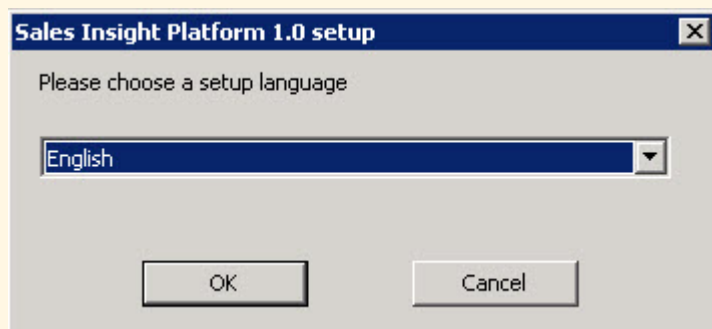 Sales Insight Platform 1.0 setup
Please choose a setup language
English
OK
Cancel